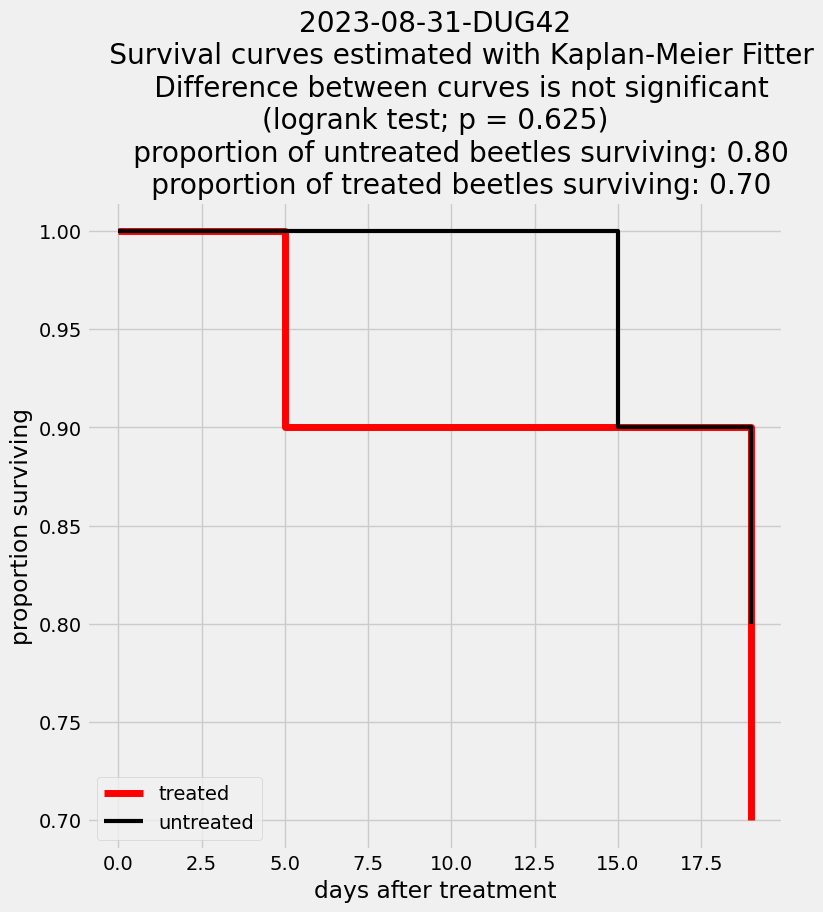 2023-08-31-DUG42
Survival curves estimated with Kaplan-Meier Fitter
Difference between curves is not significant
(logrank test; p = 0.625)
proportion of untreated beetles surviving: 0.80
proportion of treated beetles surviving: 0.70
1.00
0.95
0.90
0.85
0.80
0.75
0.70
proportion surviving
treated
untreated
0.0 2.5 5.0 7.5 10.0 12.5 15.0 17.5
days after treatment